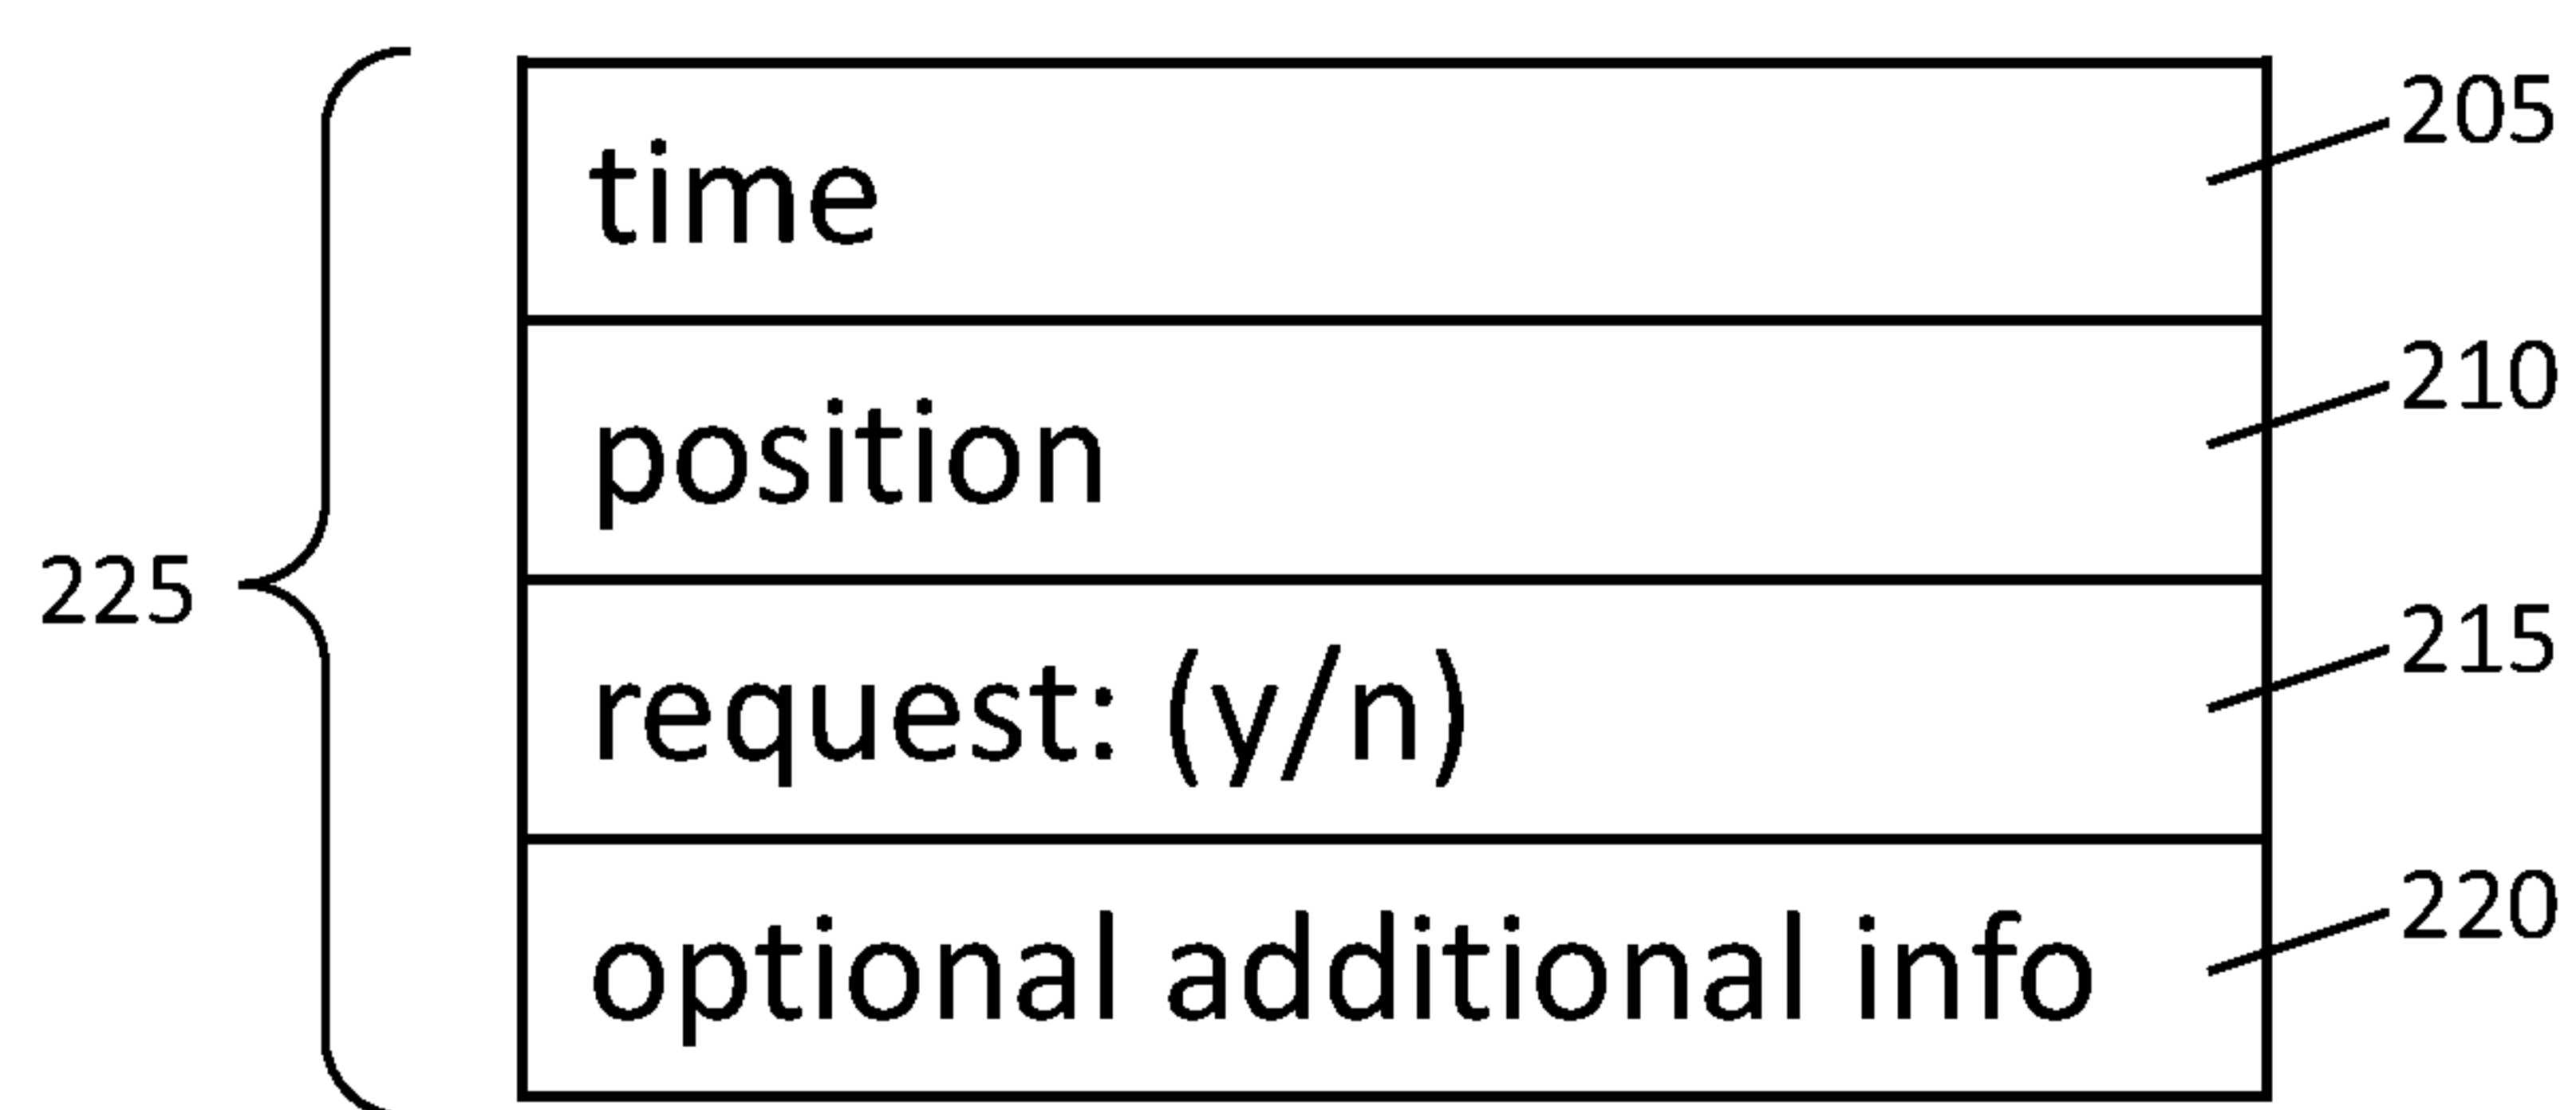 time
205
position
210
225
request: (y/n)
215
optional additional info
220